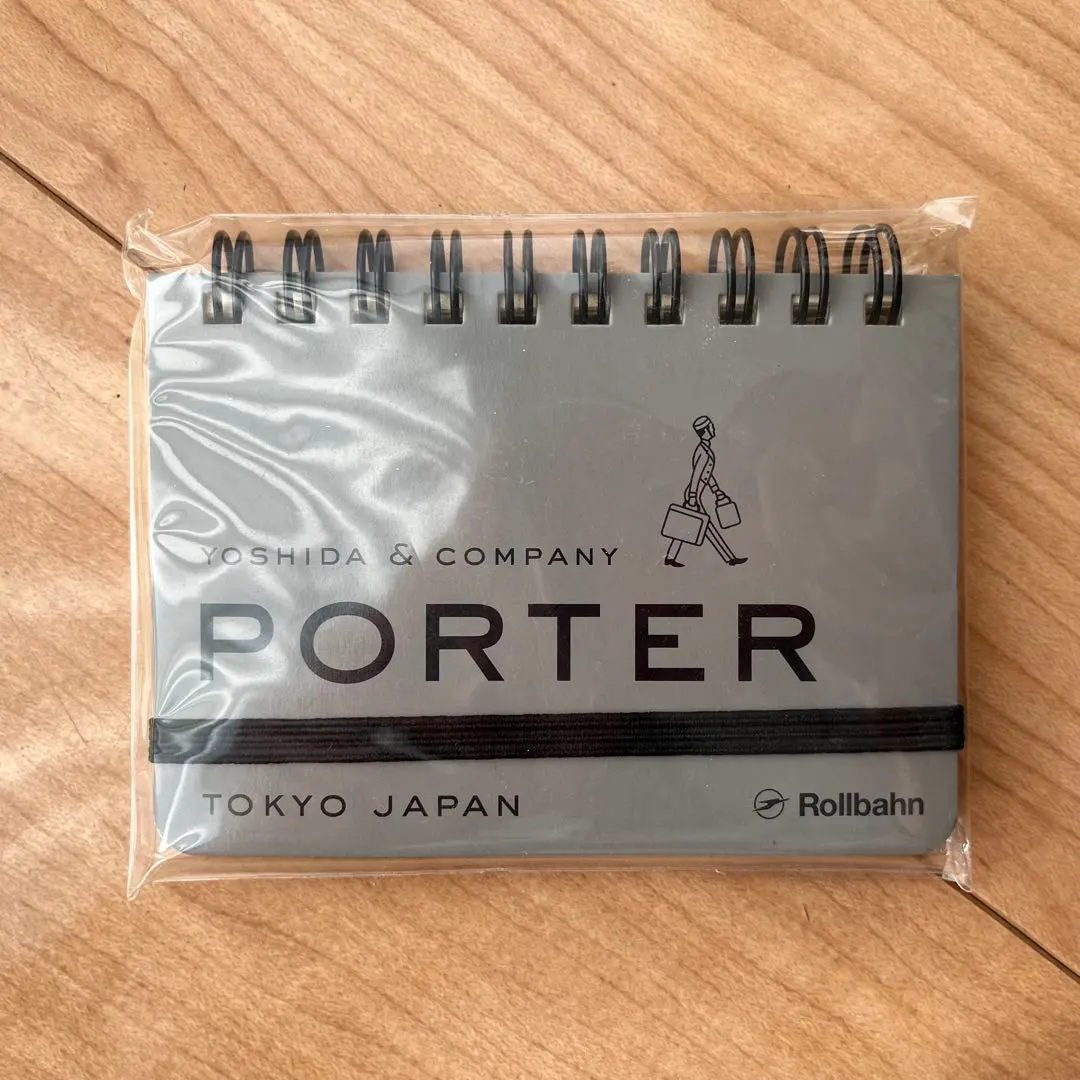 YOSHIDA & COMPANY
PORTER
TOKYO JAPAN
Rollbahn